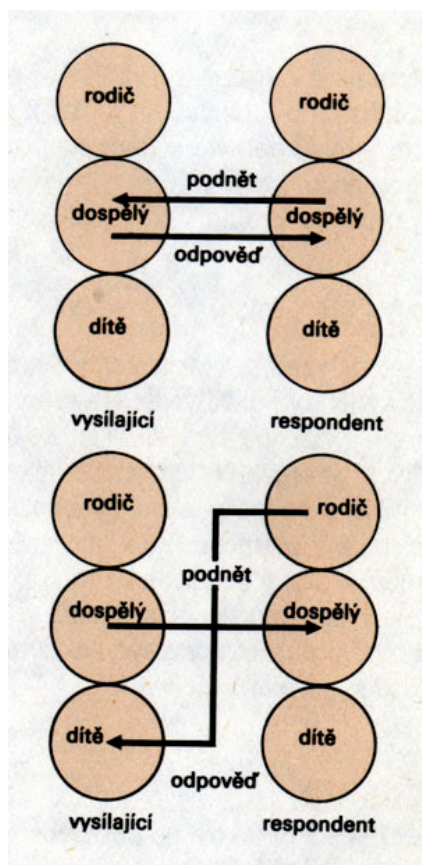 rodič rodič
podnět
dospělý dospělý
odpověď
dítě dítě
vysílající respondent
rodič rodič
podnět
dospělý dospělý
dítě dítě
odpověď
vysílající respondent